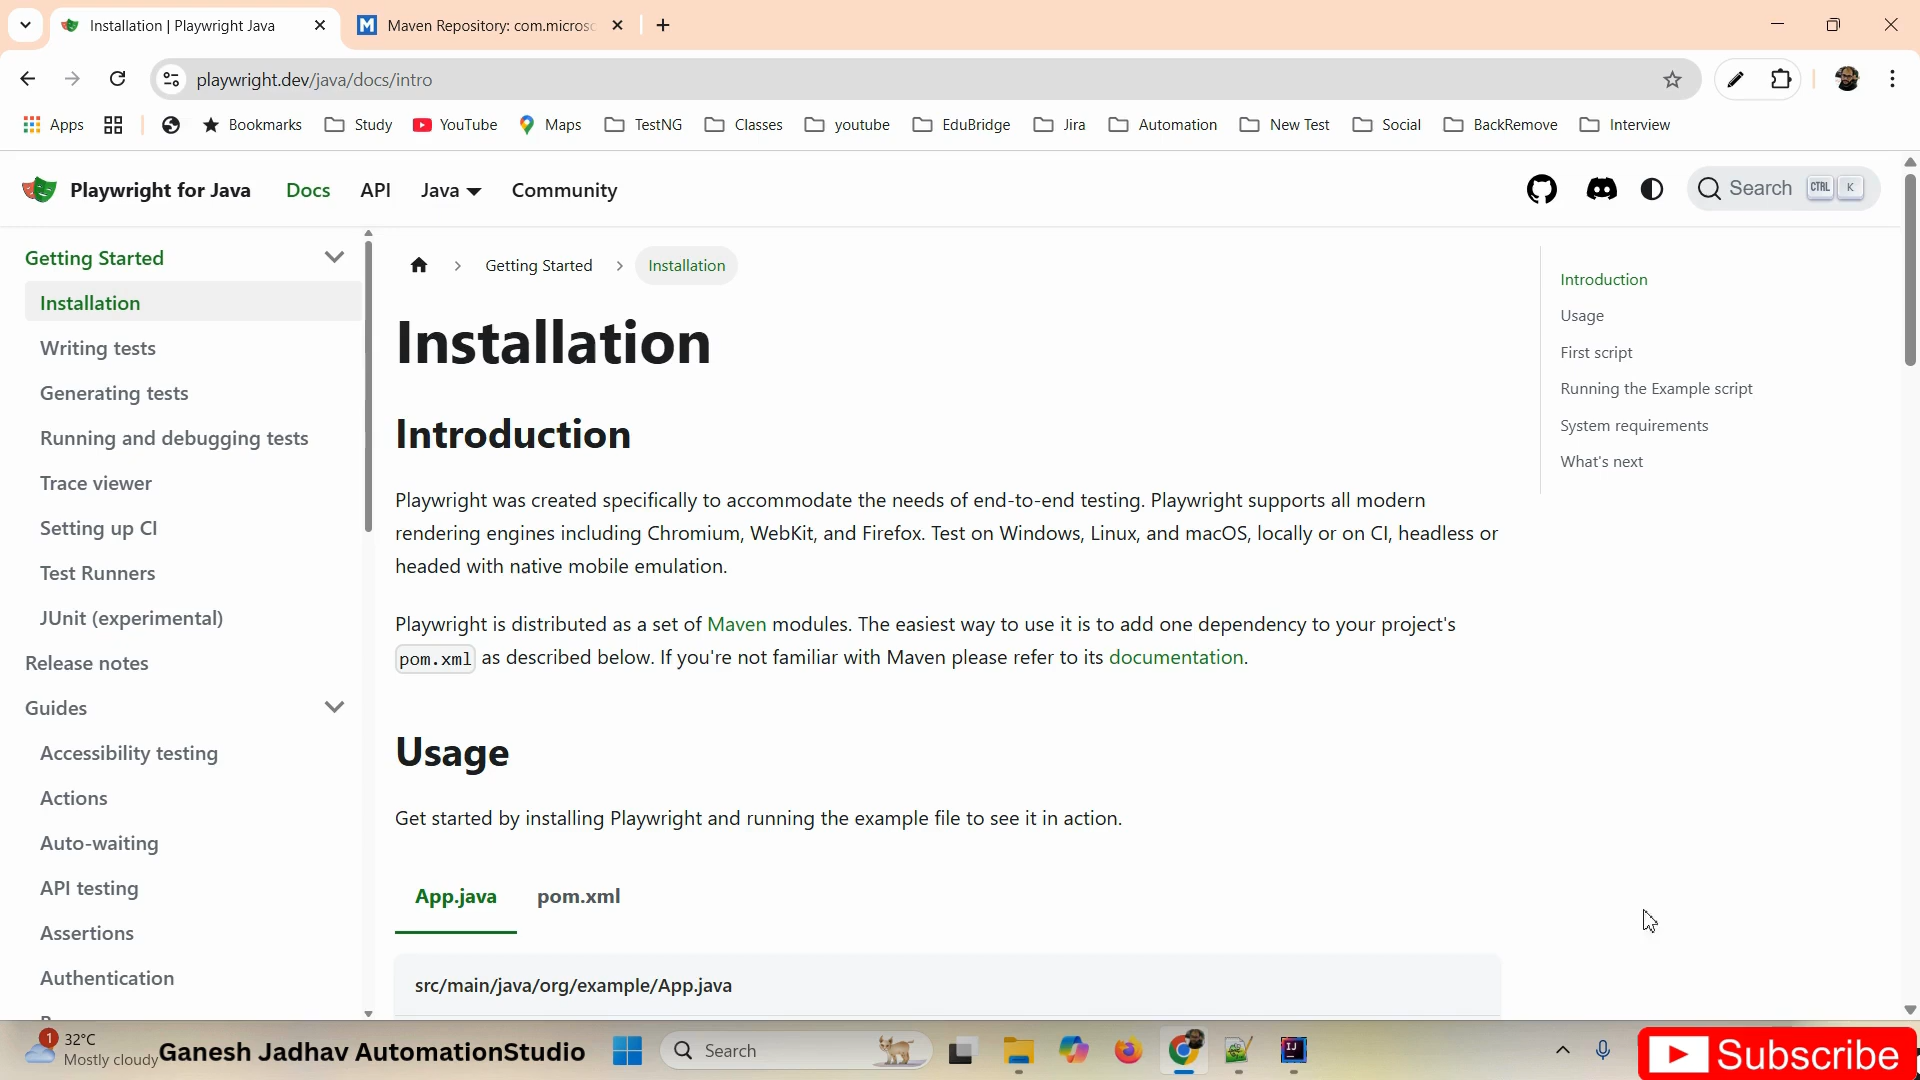 Installation | Playwright Java
Maven Repository: com.micros
playwright.dev/java/docs/intro
Apps
Bookmarks
Study
YouTube
Maps
TestNG
Classes
youtube
EduBridge
Jira
Automation
New Test
Social
BackRemove
Interview
Playwright for Java
Docs
API
Java
Community
Search CTRL K
Getting Started
Installation
Writing tests
Generating tests
Running and debugging tests
Trace viewer
Setting up CI
Test Runners
JUnit (experimental)
Release notes
Guides
Accessibility testing
Actions
Auto-waiting
API testing
Assertions
Authentication
Getting Started
Installation
Installation
Introduction
Playwright was created specifically to accommodate the needs of end-to-end testing. Playwright supports all modern
rendering engines including Chromium, WebKit, and Firefox. Test on Windows, Linux, and macOS, locally or on CI, headless or
headed with native mobile emulation.
Playwright is distributed as a set of Maven modules. The easiest way to use it is to add one dependency to your project's
pom.xml as described below. If you're not familiar with Maven please refer to its documentation.
Usage
Get started by installing Playwright and running the example file to see it in action.
App.java
pom.xml
src/main/java/org/example/App.java
Introduction
Usage
First script
Running the Example script
System requirements
What's next
1
32°C
Mostly cloudy
Ganesh Jadhav AutomationStudio
Search
IJ
Subscribe